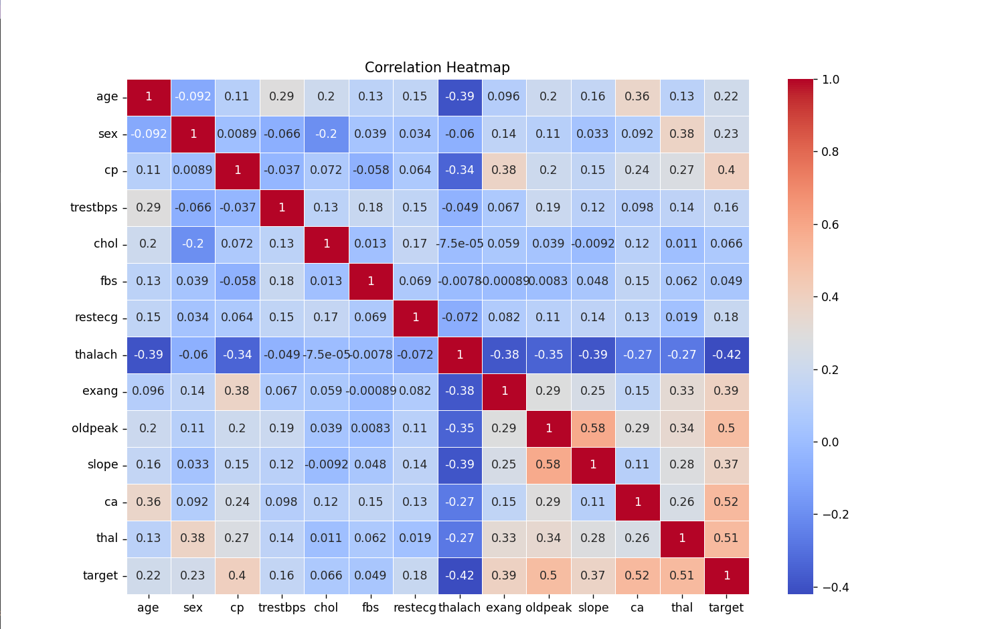 Correlation Heatmap
age 1 -0.092 0.11 0.29 0.2 0.13 0.15 -0.39 0.096 0.2 0.16 0.36 0.13 0.22
sex -0.092 1 0.0089 -0.066 -0.2 0.039 0.034 -0.06 0.14 0.11 0.033 0.092 0.38 0.23
cp 0.11 0.0089 1 -0.037 0.072 -0.058 0.064 -0.34 0.38 0.2 0.15 0.24 0.27 0.4
trestbps 0.29 -0.066 -0.037 1 0.13 0.18 0.15 -0.049 0.067 0.19 0.12 0.098 0.14 0.16
chol 0.2 -0.2 0.072 0.13 1 0.013 0.17 -7.5e-05 0.059 0.039 -0.0092 0.12 0.011 0.066
fbs 0.13 0.039 -0.058 0.18 0.013 1 0.069 -0.0078 -0.00089 0.0083 0.048 0.15 0.062 0.049
restecg 0.15 0.034 0.064 0.15 0.17 0.069 1 -0.072 0.082 0.11 0.14 0.13 0.019 0.18
thalach -0.39 -0.06 -0.34 -0.049 -7.5e-05 -0.0078 -0.072 1 -0.38 -0.35 -0.39 -0.27 -0.27 -0.42
exang 0.096 0.14 0.38 0.067 0.059 -0.00089 0.082 -0.38 1 0.29 0.25 0.15 0.33 0.39
oldpeak 0.2 0.11 0.2 0.19 0.039 0.0083 0.11 -0.35 0.29 1 0.58 0.29 0.34 0.5
slope 0.16 0.033 0.15 0.12 -0.0092 0.048 0.14 -0.39 0.25 0.58 1 0.11 0.28 0.37
ca 0.36 0.092 0.24 0.098 0.12 0.15 0.13 -0.27 0.15 0.29 0.11 1 0.26 0.52
thal 0.13 0.38 0.27 0.14 0.011 0.062 0.019 -0.27 0.33 0.34 0.28 0.26 1 0.51
target 0.22 0.23 0.4 0.16 0.066 0.049 0.18 -0.42 0.39 0.5 0.37 0.52 0.51 1
age sex cp trestbps chol fbs restecg thalach exang oldpeak slope ca thal target
1.0
0.8
0.6
0.4
0.2
0.0
−0.2
−0.4